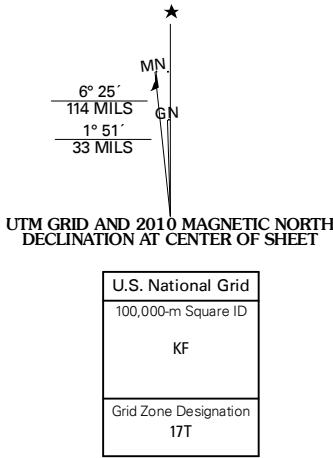 ★
MN
6° 25´
114 MILS
GN
1° 51´
33 MILS
UTM GRID AND 2010 MAGNETIC NORTH
DECLINATION AT CENTER OF SHEET
U.S. National Grid
100,000-m Square ID
KF
Grid Zone Designation
17T